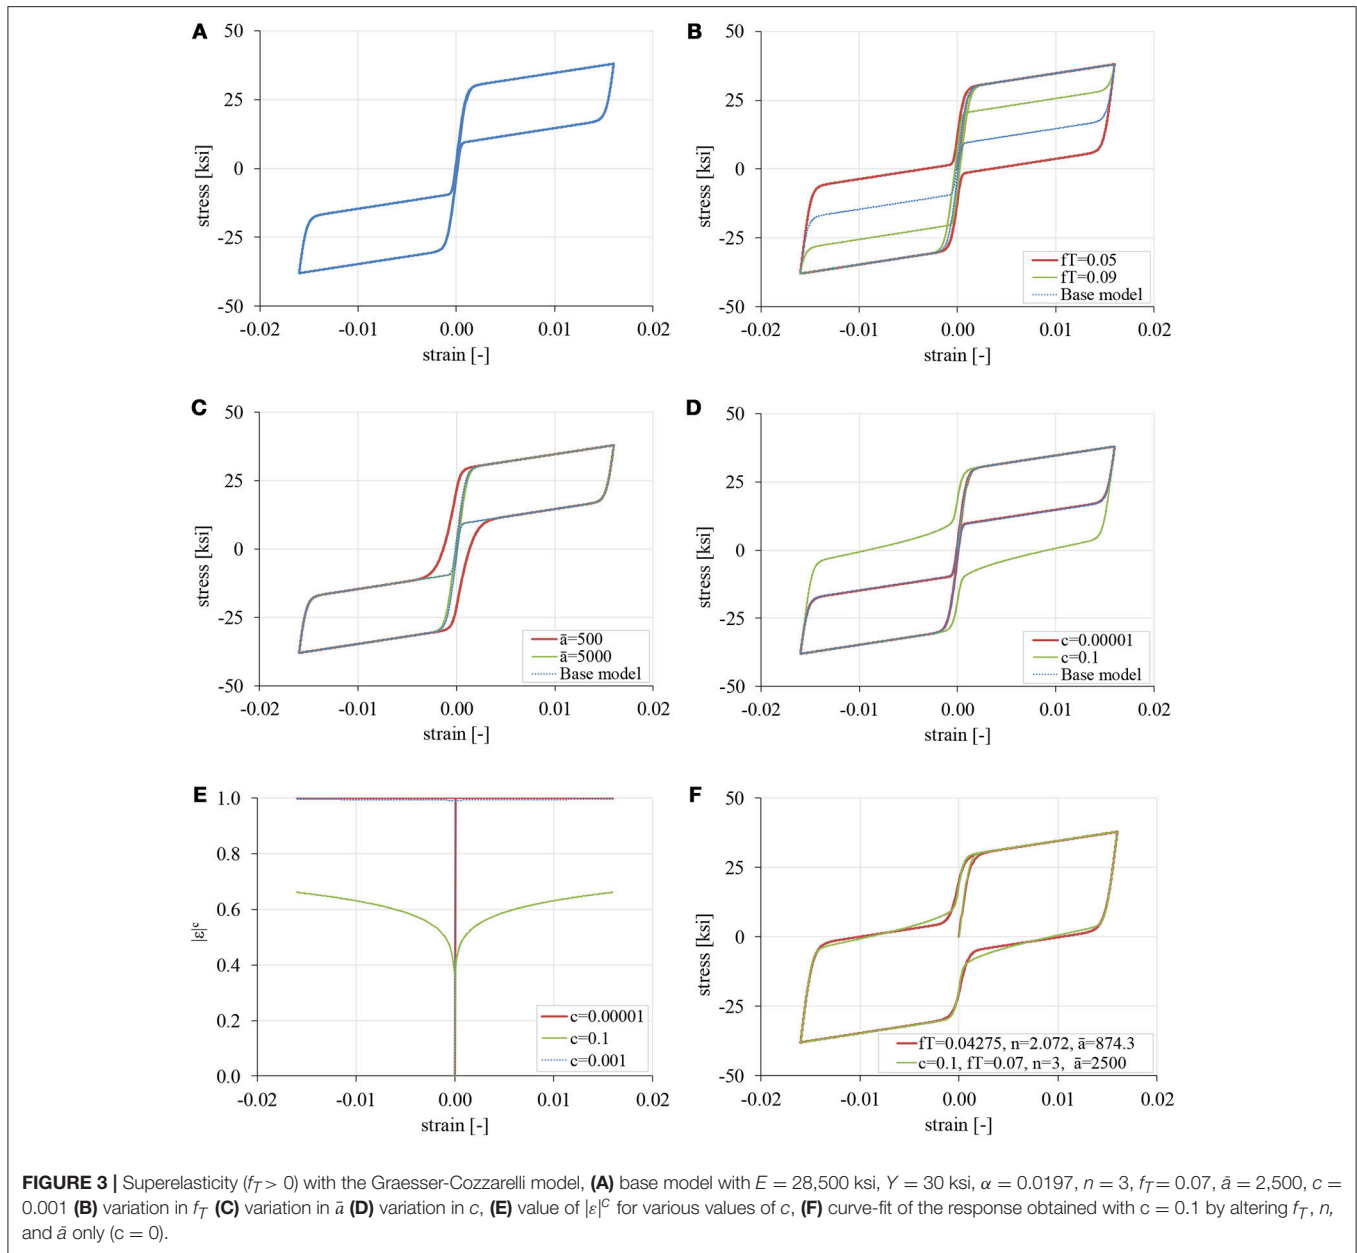 A
50
25
0
-25
-50
stress [ksi]
-0.02
-0.01
0.00
0.01
0.02
strain [-]
B
50
25
0
-25
-50
stress [ksi]
fT=0.05
fT=0.09
Base model
-0.02
-0.01
0.00
0.01
0.02
strain [-]
C
50
25
0
-25
-50
stress [ksi]
ā=500
ā=5000
Base model
-0.02
-0.01
0.00
0.01
0.02
strain [-]
D
50
25
0
-25
-50
stress [ksi]
c=0.00001
c=0.1
Base model
-0.02
-0.01
0.00
0.01
0.02
strain [-]
E
1.0
0.8
0.6
0.4
0.2
0.0
|ε|ᶜ
c=0.00001
c=0.1
c=0.001
-0.02
-0.01
0.00
0.01
0.02
strain [-]
F
50
25
0
-25
-50
stress [ksi]
fT=0.04275, n=2.072, ā=874.3
c=0.1, fT=0.07, n=3, ā=2500
-0.02
-0.01
0.00
0.01
0.02
strain [-]
FIGURE 3 | Superelasticity (f_T > 0) with the Graesser-Cozzarelli model, (A) base model with E = 28,500 ksi, Y = 30 ksi, α = 0.0197, n = 3, f_T = 0.07, ā = 2,500, c =
0.001 (B) variation in f_T (C) variation in ā (D) variation in c, (E) value of |ε|ᶜ for various values of c, (F) curve-fit of the response obtained with c = 0.1 by altering f_T, n,
and ā only (c = 0).